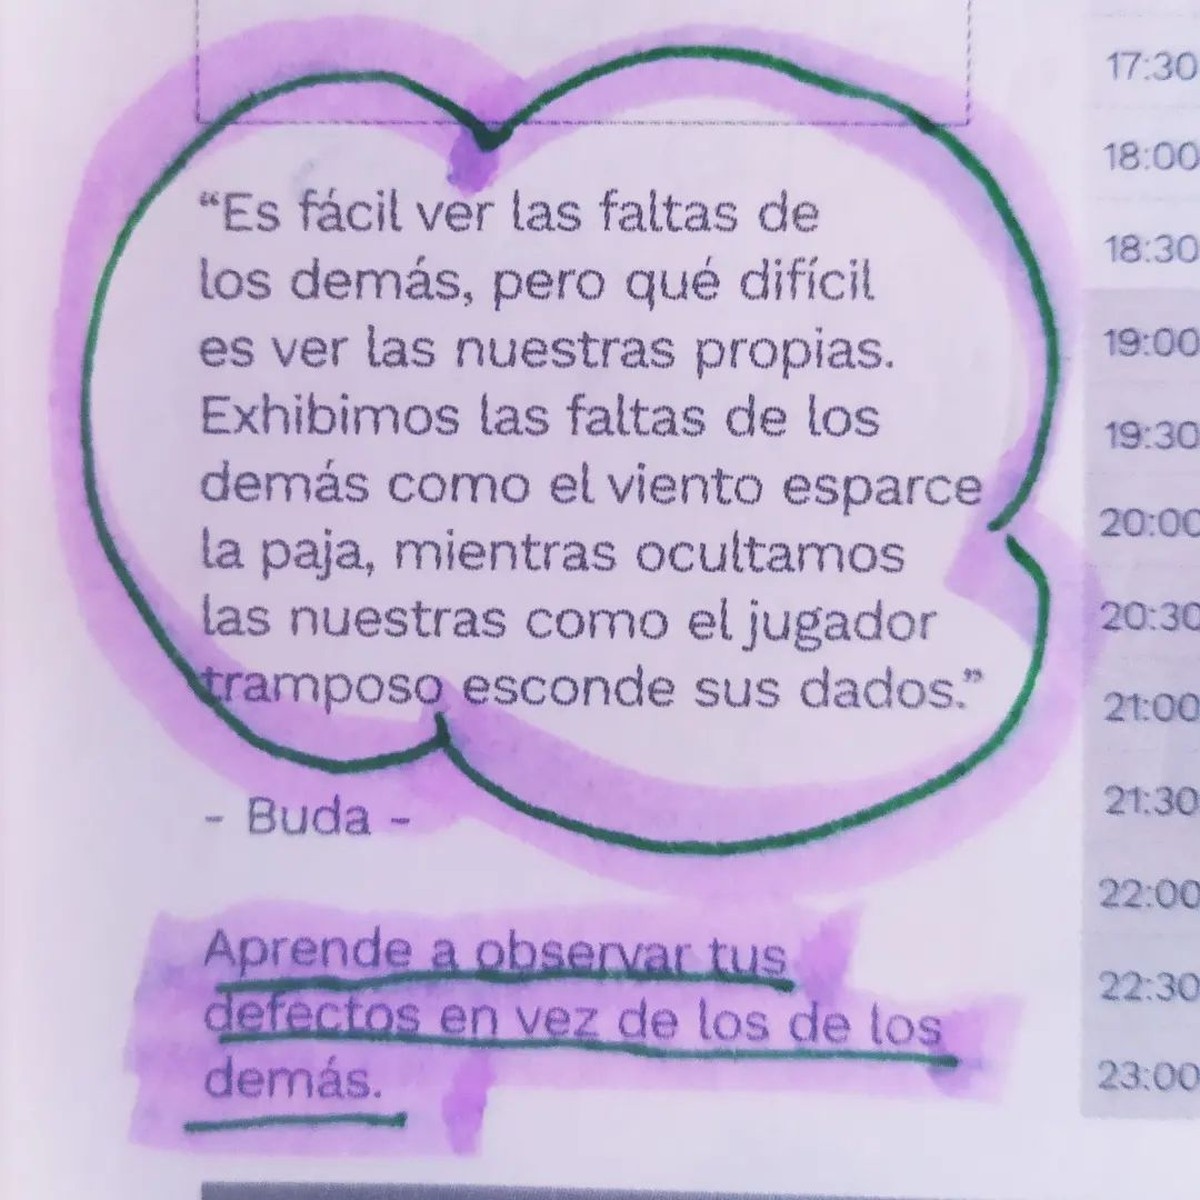 “Es fácil ver las faltas de
los demás, pero qué difícil
es ver las nuestras propias.
Exhibimos las faltas de los
demás como el viento esparce
la paja, mientras ocultamos
las nuestras como el jugador
tramposo esconde sus dados.”
- Buda -
Aprende a observar tus
defectos en vez de los de los
demás.
17:30
18:00
18:30
19:00
19:30
20:00
20:30
21:00
21:30
22:00
22:30
23:00